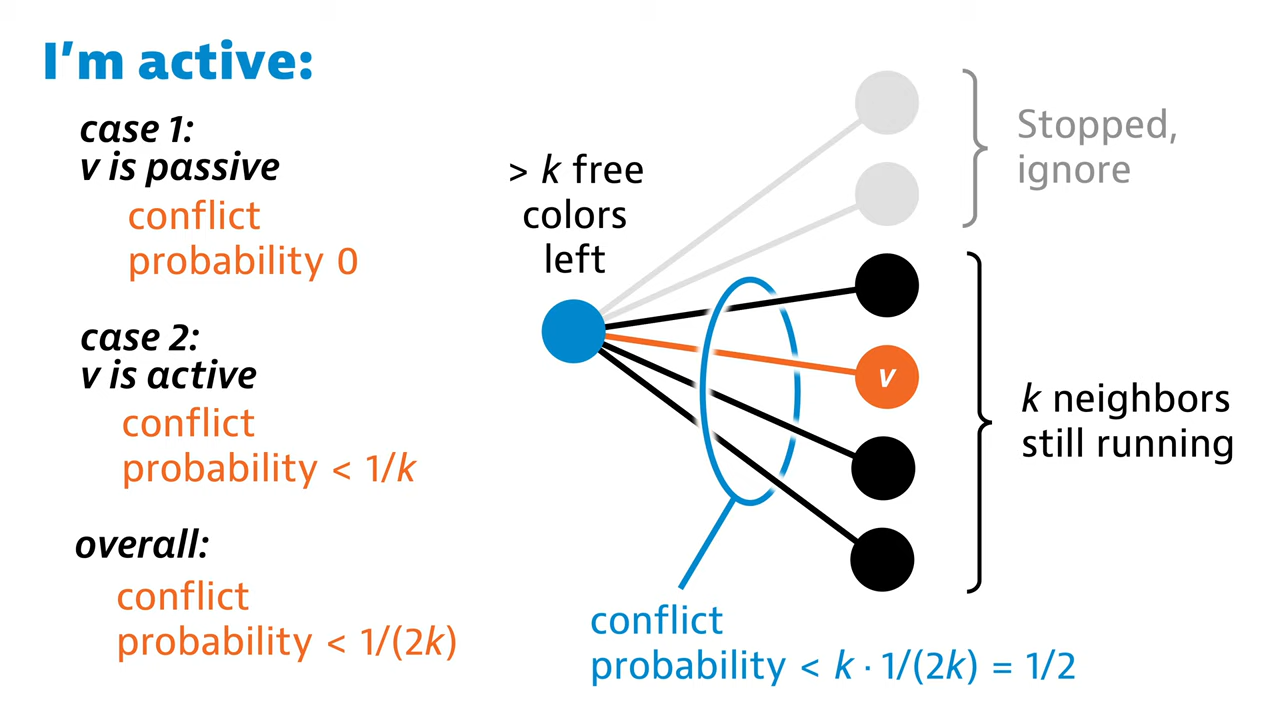 I'm active:
case 1:
v is passive
conflict
probability 0
case 2:
v is active
conflict
probability < 1/k
overall:
conflict
probability < 1/(2k)
> k free
colors
left
v
Stopped,
ignore
k neighbors
still running
conflict
probability < k · 1/(2k) = 1/2